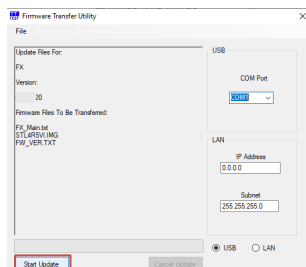 Firmware Transfer Utility
File
Update Files For:
FX
Version:
20
Firmware Files To Be Transferred:
FX_Main.txt
STL4R5VI.IMG
FW_VER.TXT
USB
COM Port
COM1
LAN
IP Address
0.0.0.0
Subnet
255.255.255.0
USB
LAN
Start Update
Cancel Update